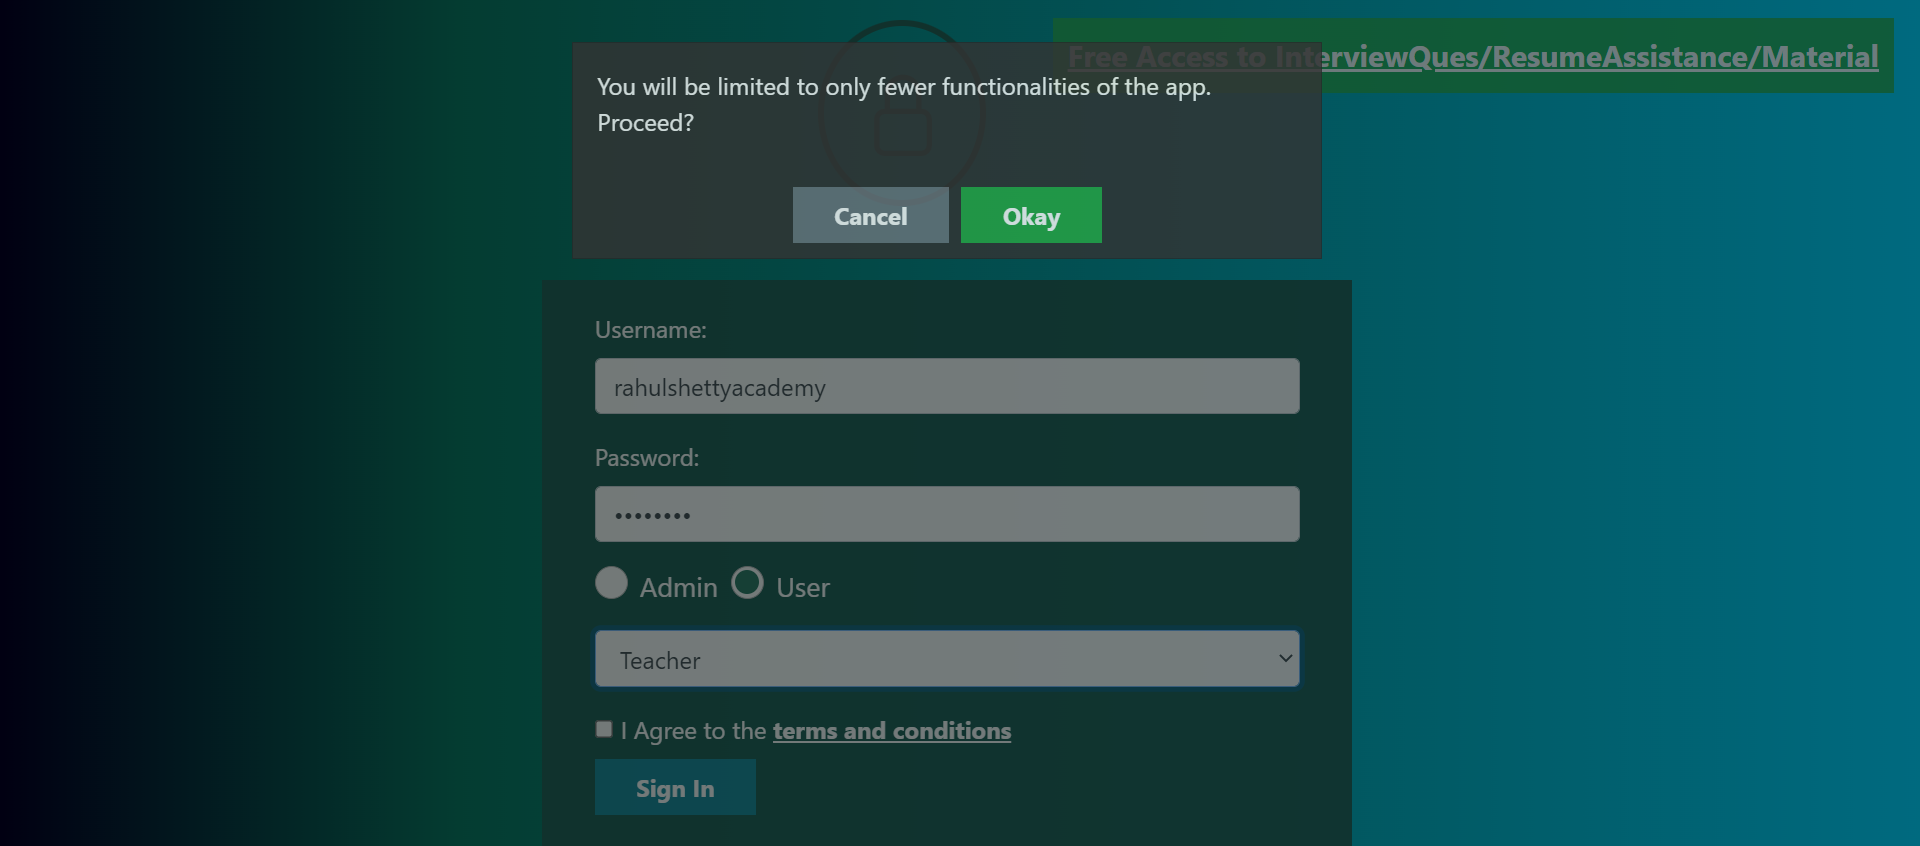 Free Access to InterviewQues/ResumeAssistance/Material
You will be limited to only fewer functionalities of the app.
Proceed?
Cancel
Okay
Username:
rahulshettyacademy
Password:
••••••••
Admin
User
Teacher
I Agree to the terms and conditions
Sign In